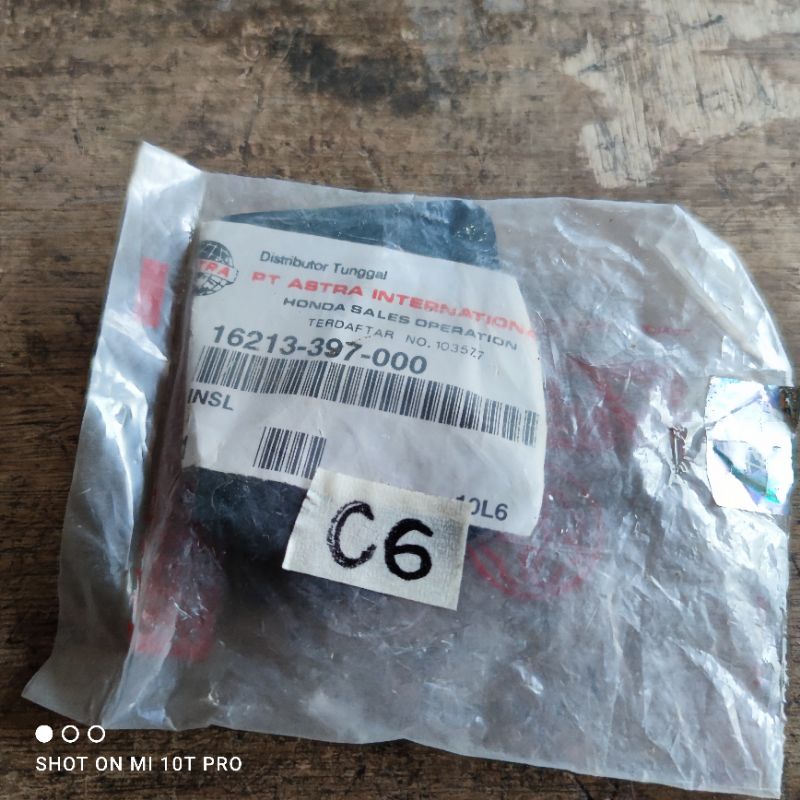 Distributor Tunggal
PT ASTRA INTERNATIONA
HONDA SALES OPERATION
TERDAFTAR NO. 103577
16213-397-000
INSL
1
10L6
C6
SHOT ON MI 10T PRO